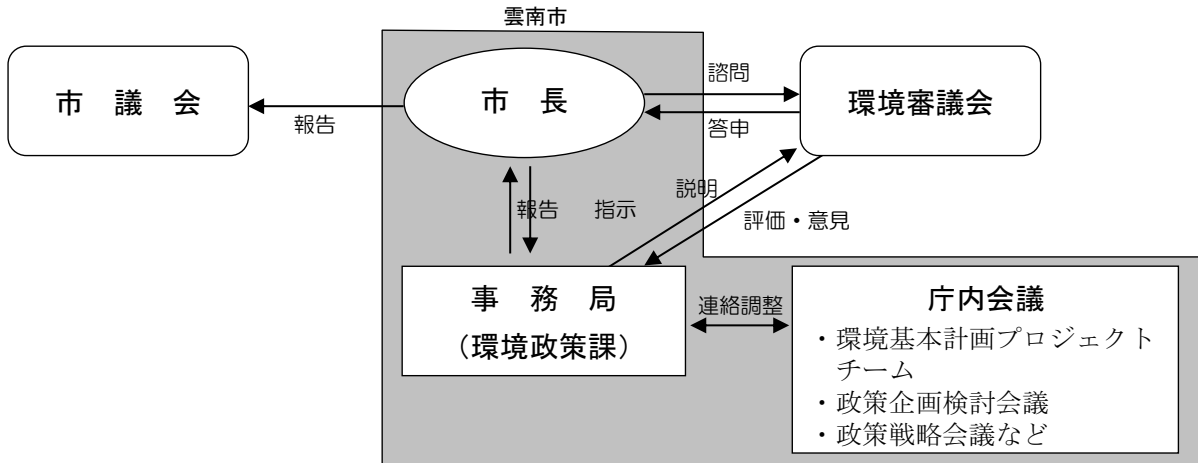 雲南市
市　議　会
市　長
環境審議会
諮問
答申
報告
説明
報告
指示
評価・意見
事　務　局
（環境政策課）
連絡調整
庁内会議
・環境基本計画プロジェクト
チーム
・政策企画検討会議
・政策戦略会議など